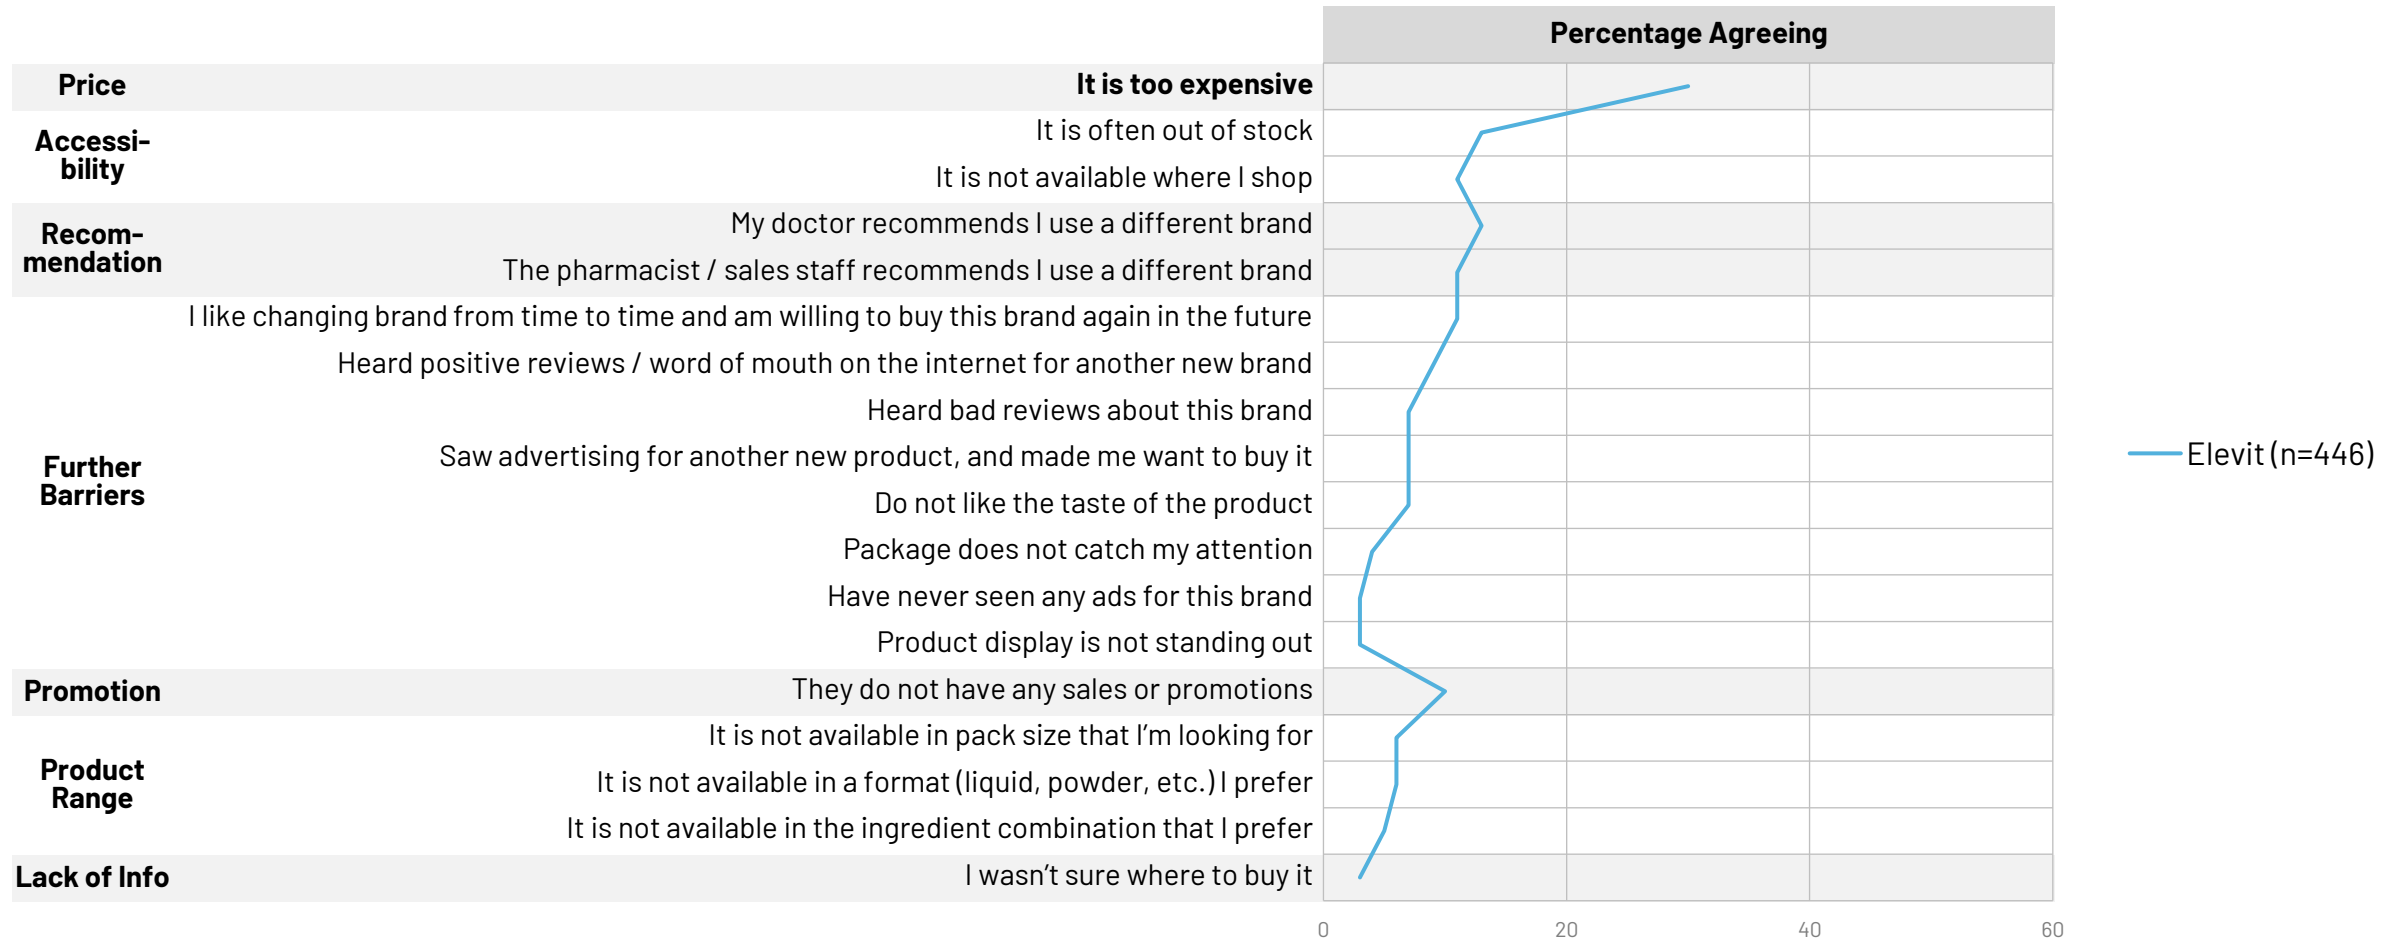 Percentage Agreeing
Price
It is too expensive
Accessi-
bility
It is often out of stock
It is not available where I shop
Recom-
mendation
My doctor recommends I use a different brand
The pharmacist / sales staff recommends I use a different brand
Further
Barriers
I like changing brand from time to time and am willing to buy this brand again in the future
Heard positive reviews / word of mouth on the internet for another new brand
Heard bad reviews about this brand
Saw advertising for another new product, and made me want to buy it
Do not like the taste of the product
Package does not catch my attention
Have never seen any ads for this brand
Product display is not standing out
Promotion
They do not have any sales or promotions
Product
Range
It is not available in pack size that I’m looking for
It is not available in a format (liquid, powder, etc.) I prefer
It is not available in the ingredient combination that I prefer
Lack of Info
I wasn’t sure where to buy it
0 20 40 60
Elevit (n=446)